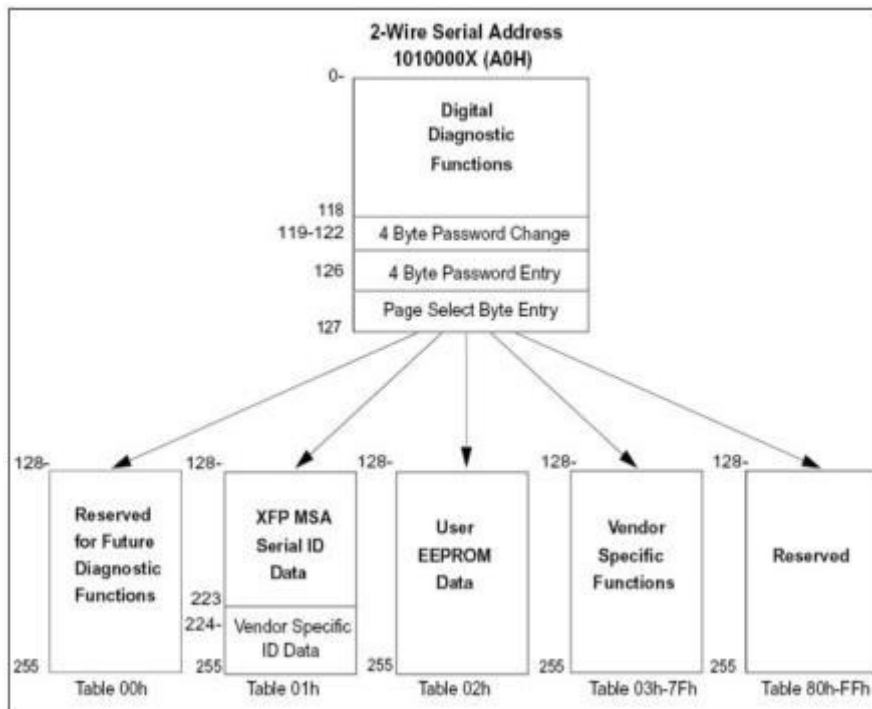 2-Wire Serial Address
1010000X (A0H)
0-
Digital
Diagnostic
Functions
118
119-122
4 Byte Password Change
126
4 Byte Password Entry
Page Select Byte Entry
127
128-
128-
128-
128-
128-
Reserved
for Future
Diagnostic
Functions
XFP MSA
Serial ID
Data
User
EEPROM
Data
Vendor
Specific
Functions
Reserved
223
224-
Vendor Specific
ID Data
255
255
255
255
255
Table 00h
Table 01h
Table 02h
Table 03h-7Fh
Table 80h-FFh